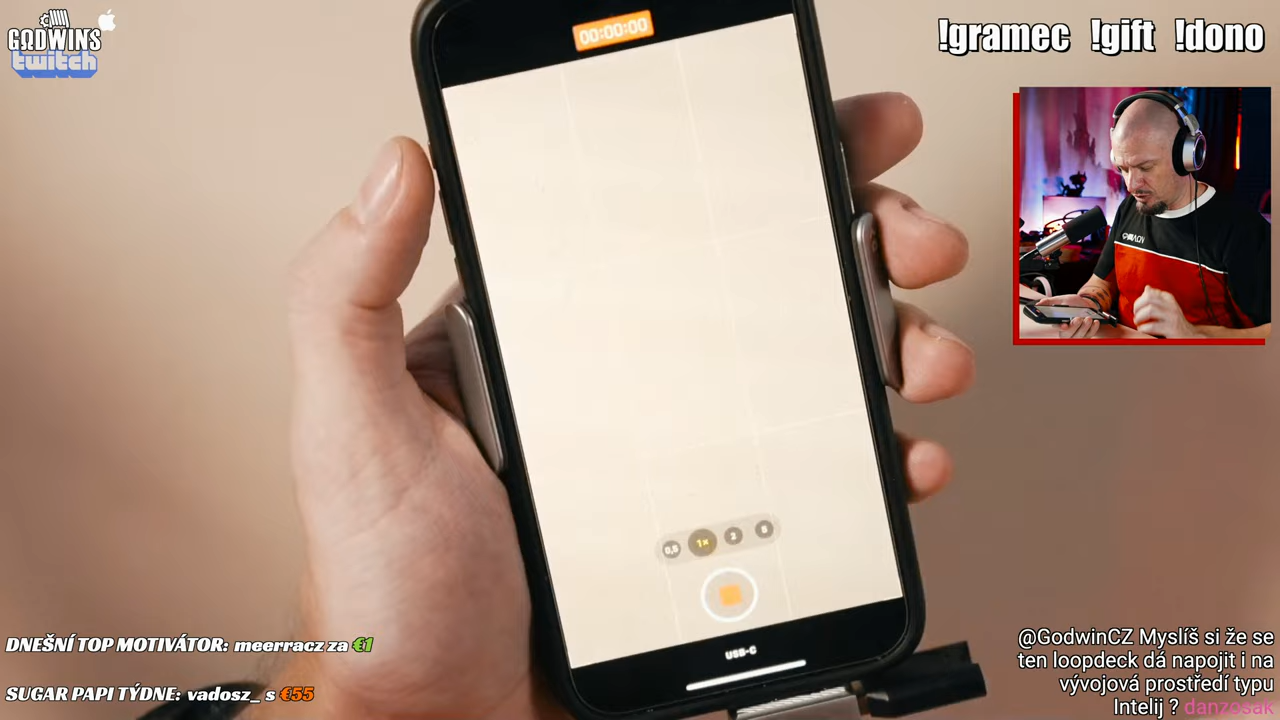 GΩDWINS
twitch
00:00:00
!gramec !gift !dono
0,5 1× 2 5
USB-C
DNEŠNÍ TOP MOTIVÁTOR: meerracz za €1
SUGAR PAPI TÝDNE: vadosz_ s €55
@GodwinCZ Myslíš si že se
ten loopdeck dá napojit i na
vývojová prostředí typu
Intelij ? danzosak